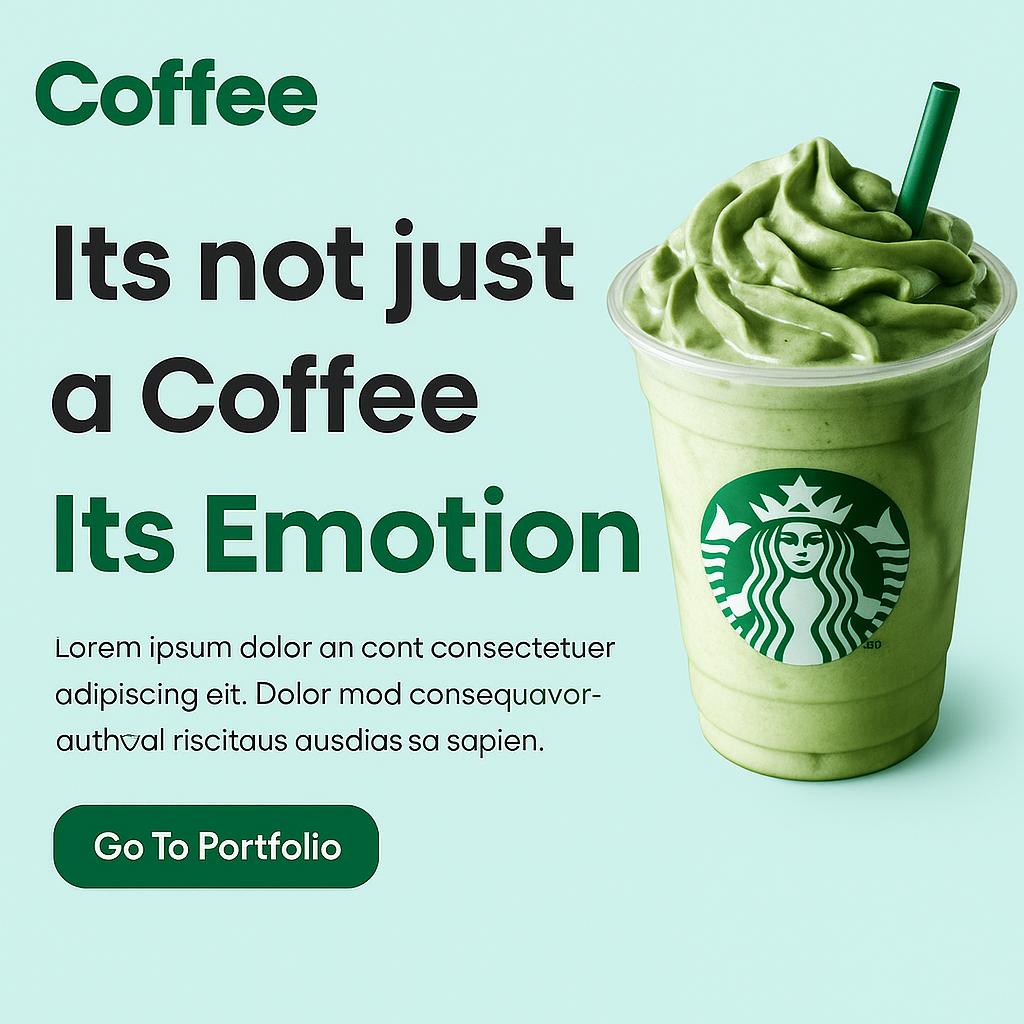 Coffee
Its not just
a Coffee
Its Emotion
Lorem ipsum dolor an cont consectetuer
adipiscing eit. Dolor mod consequavor-
riscitaus ausdias sa sapien.
Go To Portfolio